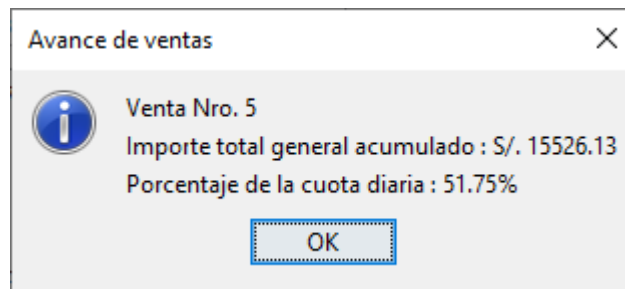 Avance de ventas
Venta Nro. 5
Importe total general acumulado : S/. 15526.13
Porcentaje de la cuota diaria : 51.75%
OK